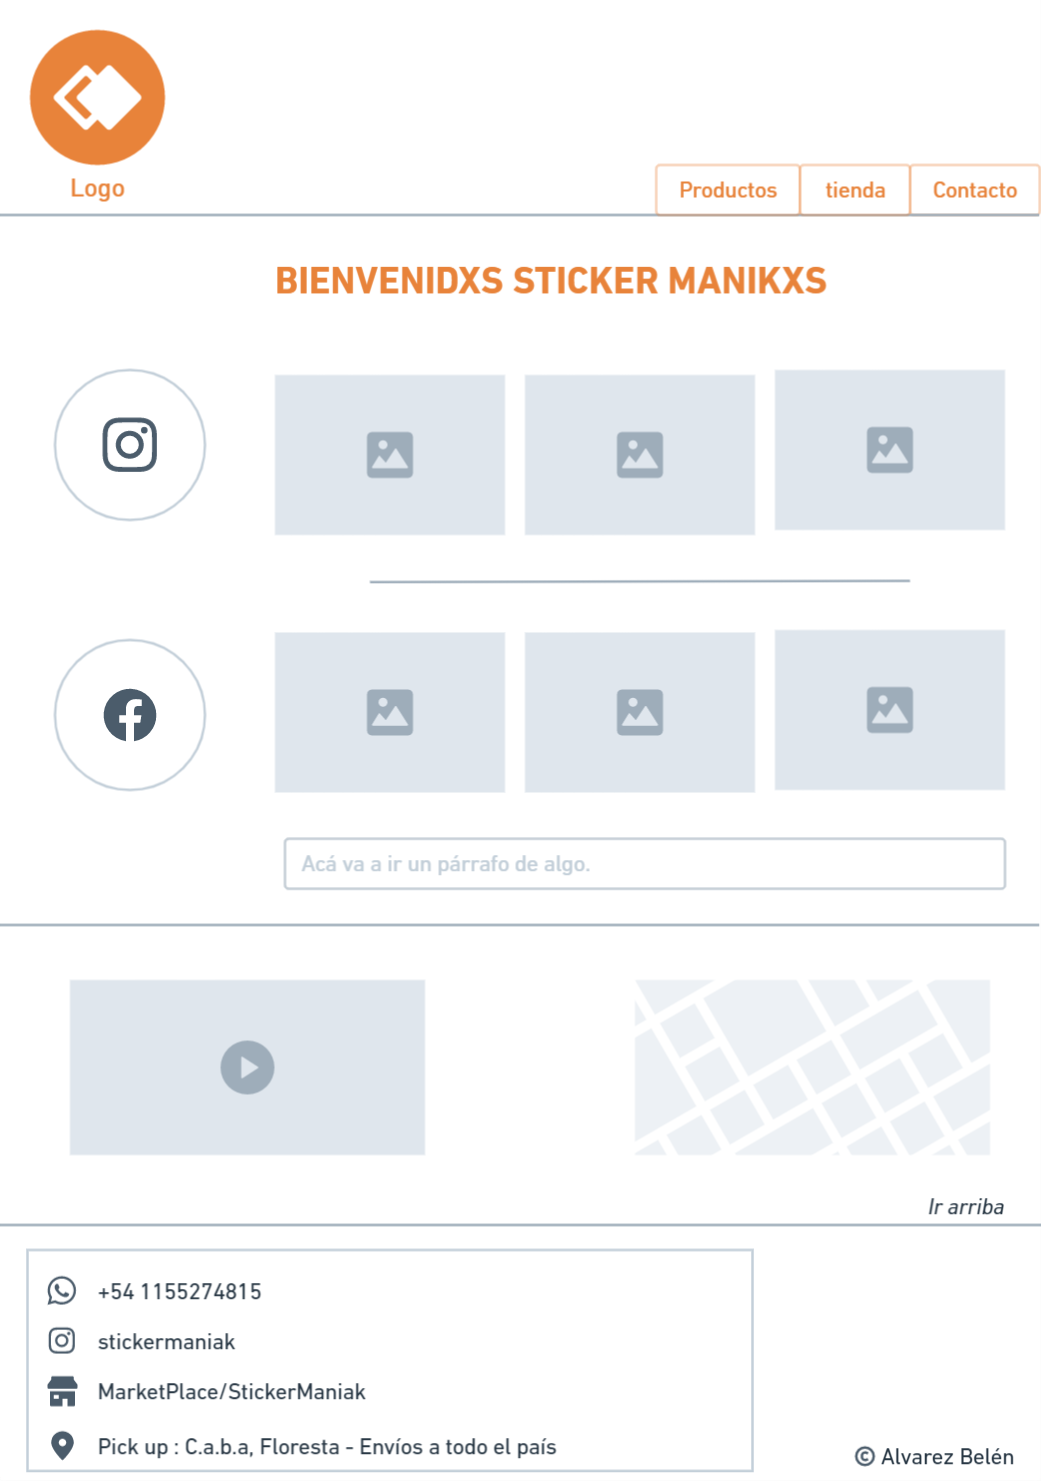 Logo
Productos
tienda
Contacto
BIENVENIDXS STICKER MANIKXS
Acá va a ir un párrafo de algo.
Ir arriba
+54 1155274815
stickermaniak
MarketPlace/StickerManiak
Pick up : C.a.b.a, Floresta - Envíos a todo el país
© Alvarez Belén